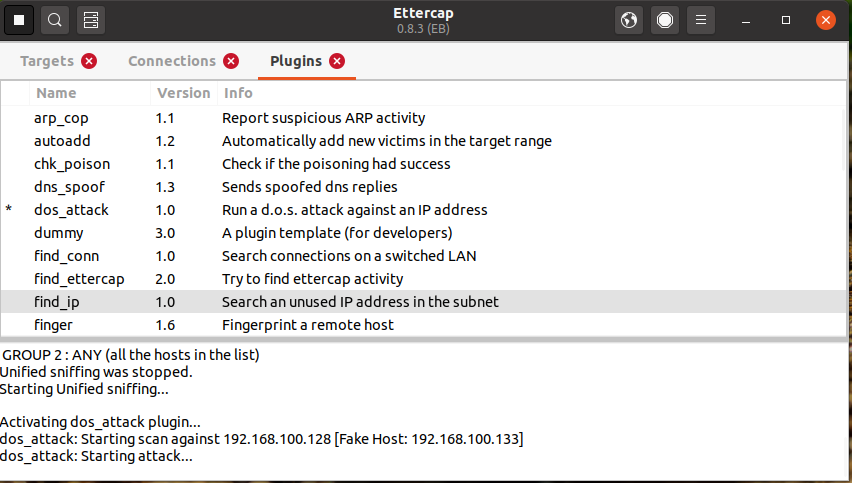 Ettercap
0.8.3 (EB)
Targets Connections Plugins
Name Version Info
arp_cop 1.1 Report suspicious ARP activity
autoadd 1.2 Automatically add new victims in the target range
chk_poison 1.1 Check if the poisoning had success
dns_spoof 1.3 Sends spoofed dns replies
* dos_attack 1.0 Run a d.o.s. attack against an IP address
dummy 3.0 A plugin template (for developers)
find_conn 1.0 Search connections on a switched LAN
find_ettercap 2.0 Try to find ettercap activity
find_ip 1.0 Search an unused IP address in the subnet
finger 1.6 Fingerprint a remote host
GROUP 2 : ANY (all the hosts in the list)
Unified sniffing was stopped.
Starting Unified sniffing...
Activating dos_attack plugin...
dos_attack: Starting scan against 192.168.100.128 [Fake Host: 192.168.100.133]
dos_attack: Starting attack...